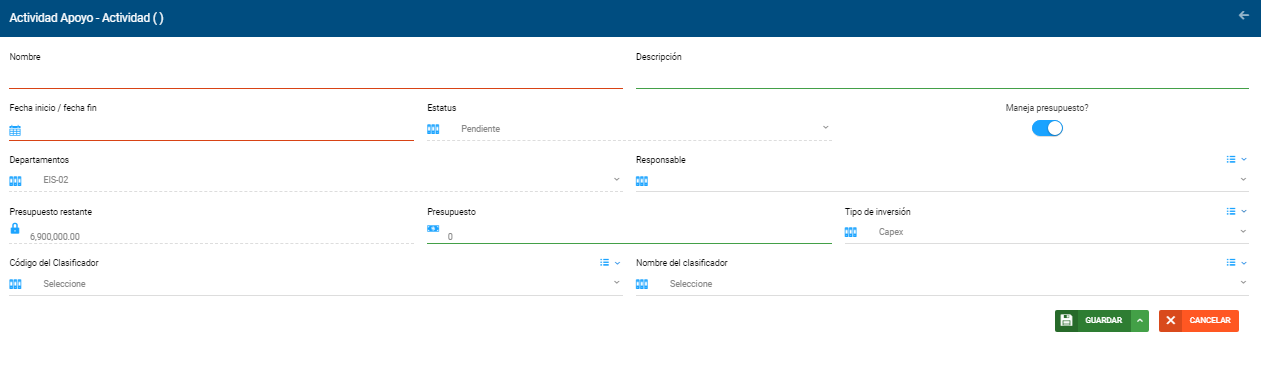 Actividad Apoyo - Actividad ( )
Nombre
Descripción
Fecha inicio / fecha fin
Estatus
Maneja presupuesto?
Pendiente
Departamentos
Responsable
EIS-02
Presupuesto restante
Presupuesto
Tipo de inversión
6,900,000.00
0
Capex
Código del Clasificador
Nombre del clasificador
Seleccione
Seleccione
GUARDAR
CANCELAR